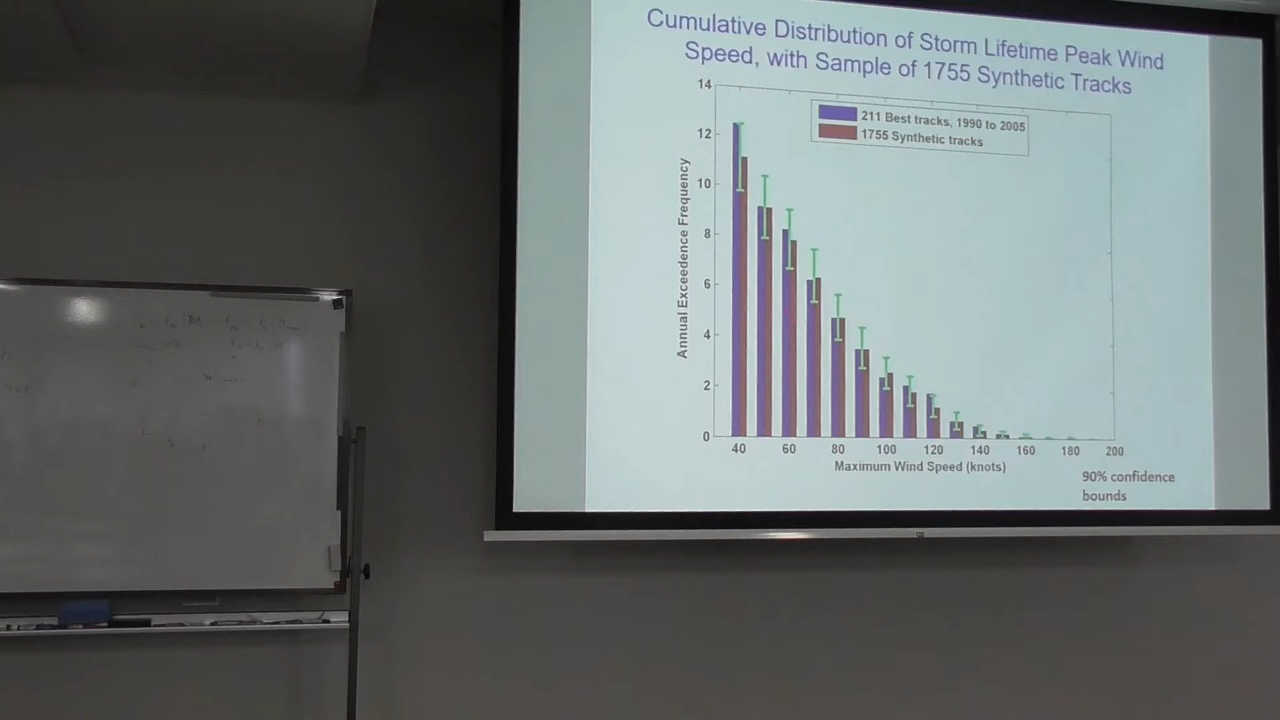 Cumulative Distribution of Storm Lifetime Peak Wind
Speed, with Sample of 1755 Synthetic Tracks
211 Best tracks, 1990 to 2005
1755 Synthetic tracks
Annual Exceedence Frequency
14
12
10
8
6
4
2
0
40 60 80 100 120 140 160 180 200
Maximum Wind Speed (knots)
90% confidence
bounds